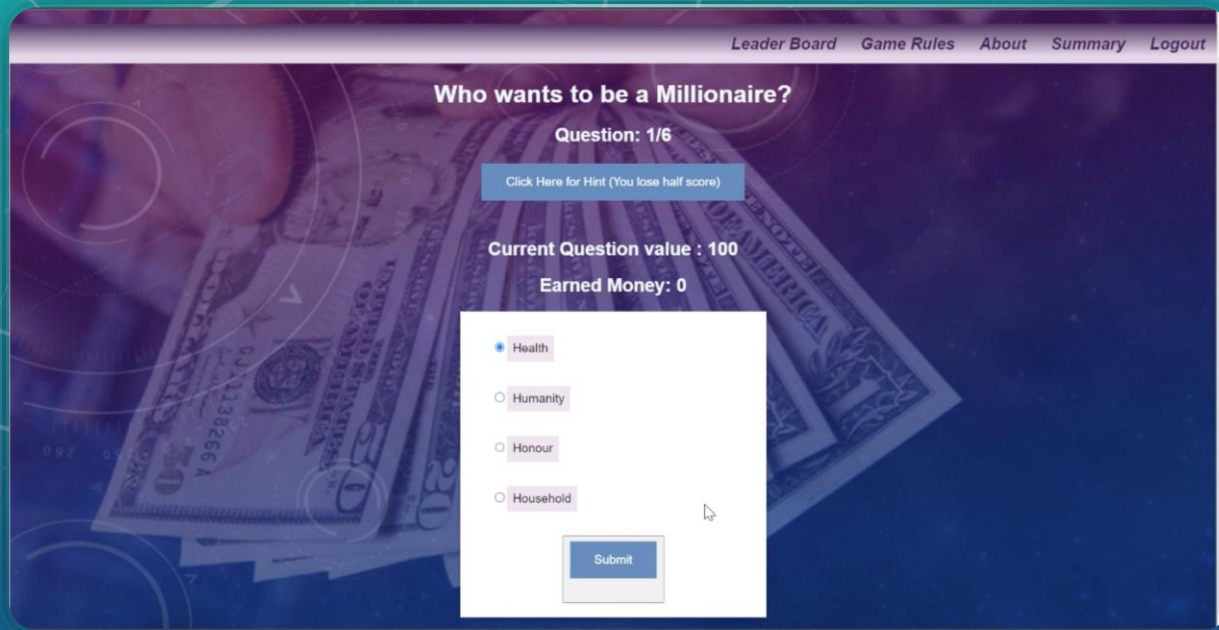 Leader Board Game Rules About Summary Logout
Who wants to be a Millionaire?
Question: 1/6
Click Here for Hint (You lose half score)
Current Question value : 100
Earned Money: 0
Health
Humanity
Honour
Household
Submit